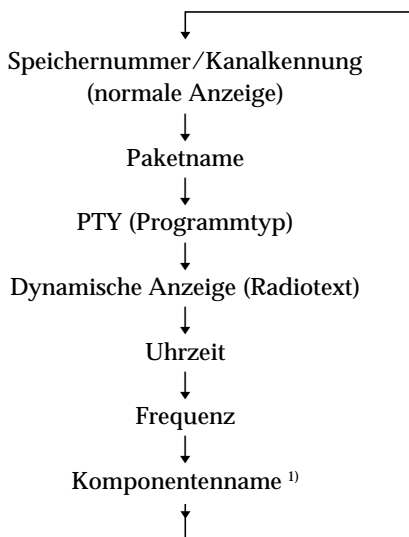 Speichernummer/Kanalkennung
(normale Anzeige)
Paketname
PTY (Programmtyp)
Dynamische Anzeige (Radiotext)
Uhrzeit
Frequenz
Komponentenname 1)